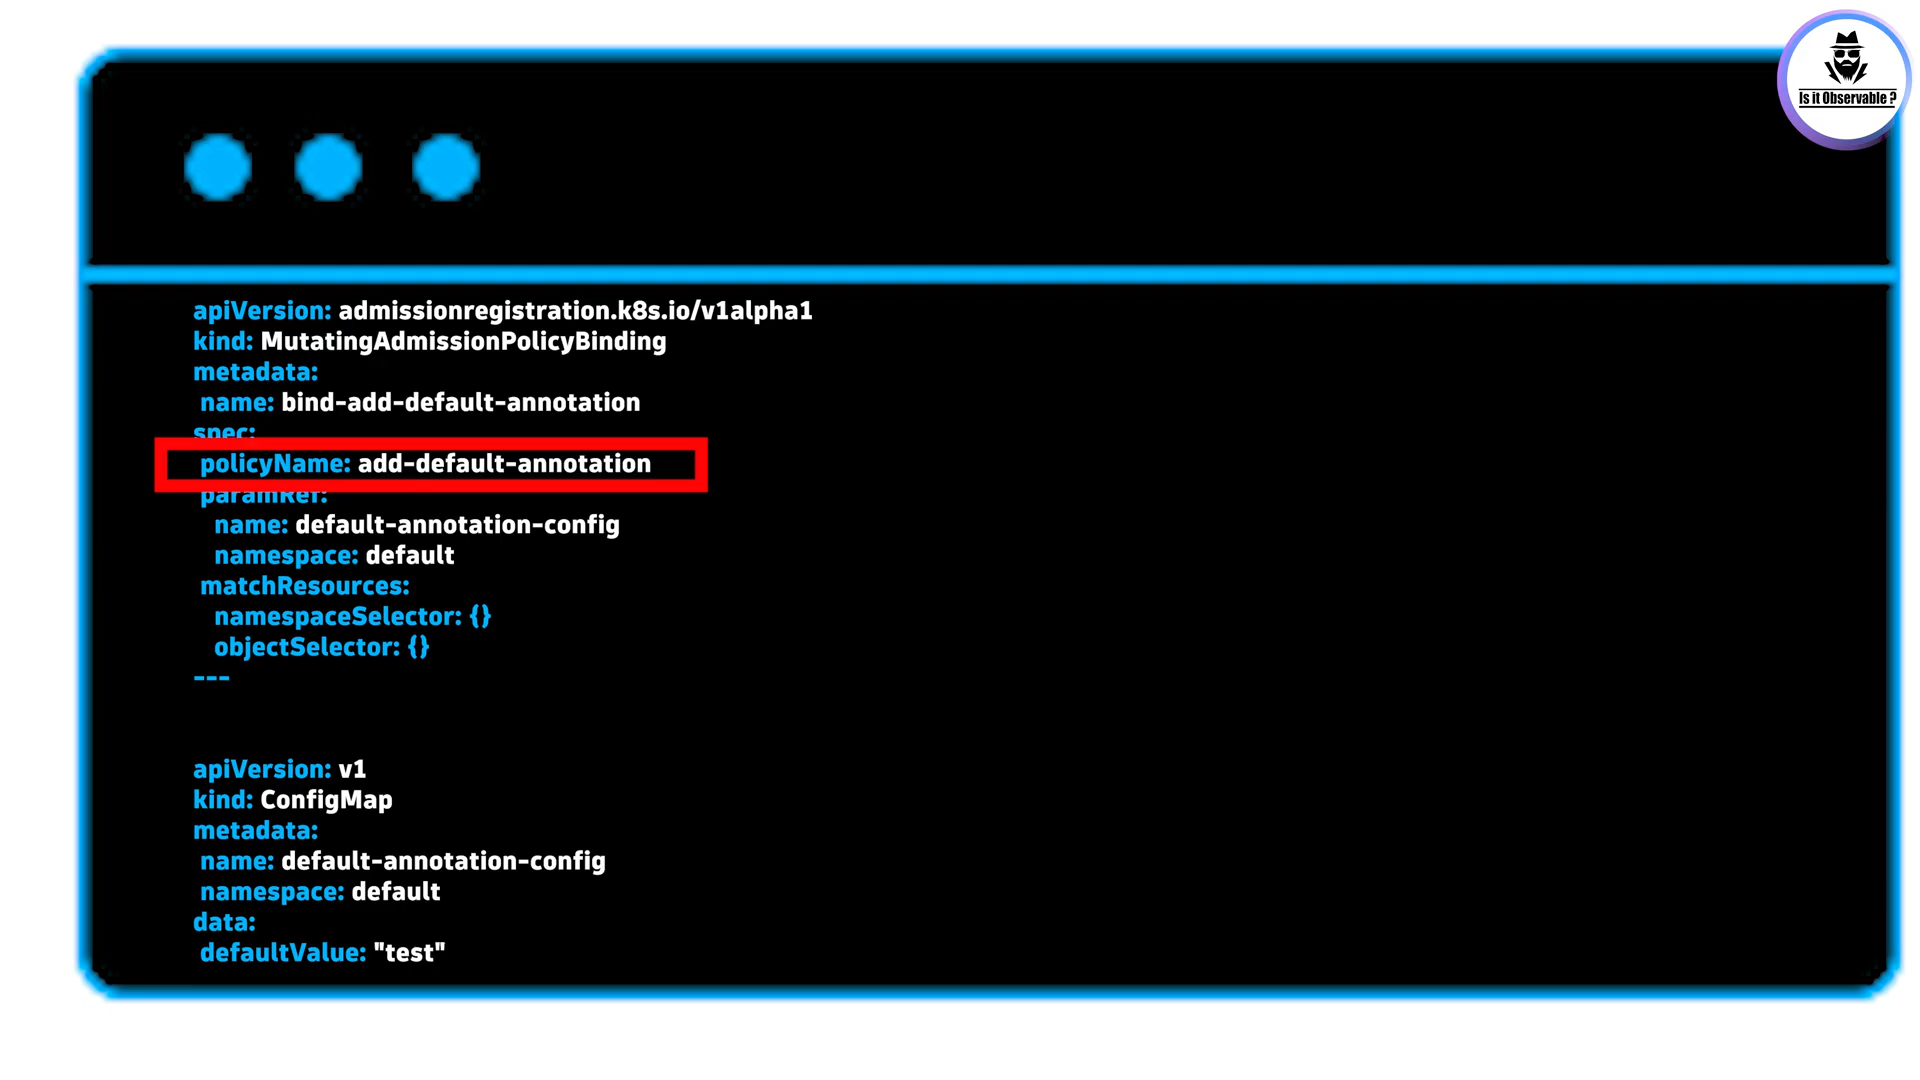 Is it Observable ?
apiVersion: admissionregistration.k8s.io/v1alpha1
kind: MutatingAdmissionPolicyBinding
metadata:
name: bind-add-default-annotation
spec:
policyName: add-default-annotation
paramRef:
name: default-annotation-config
namespace: default
matchResources:
namespaceSelector: {}
objectSelector: {}
---
apiVersion: v1
kind: ConfigMap
metadata:
name: default-annotation-config
namespace: default
data:
defaultValue: "test"